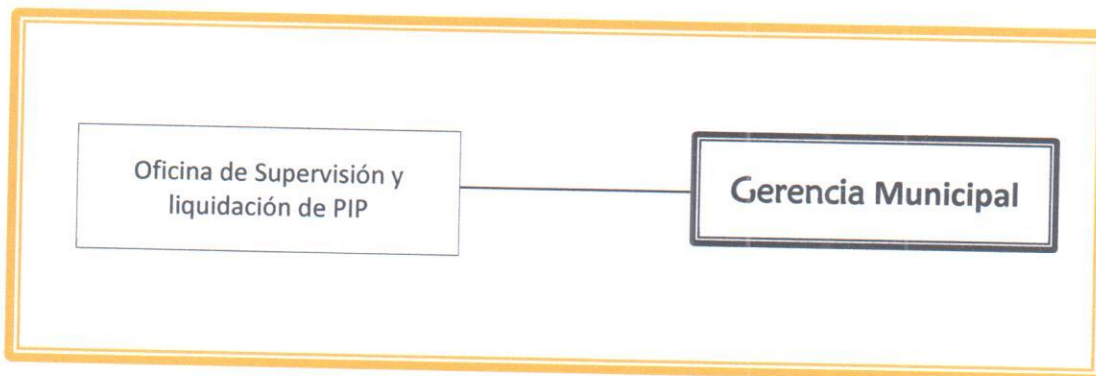 Oficina de Supervisión y
liquidación de PIP
Gerencia Municipal